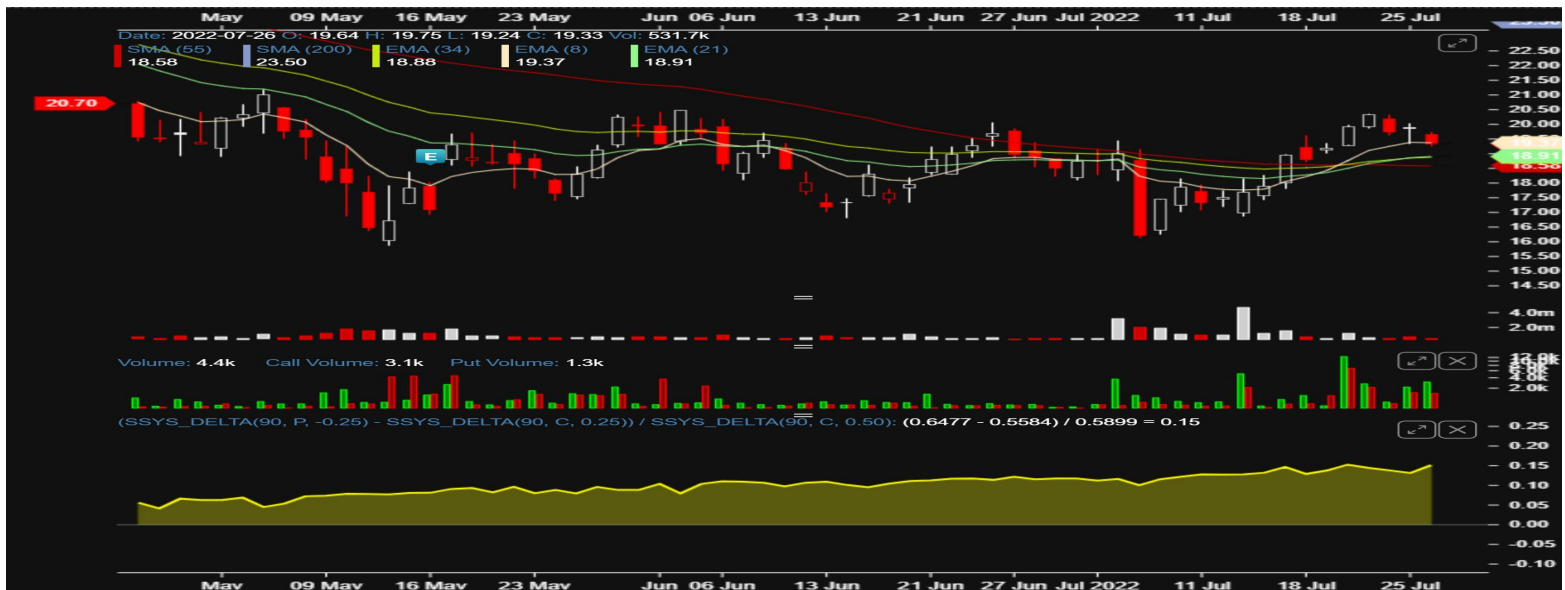 May 09 May 16 May 23 May Jun 06 Jun 13 Jun 21 Jun 27 Jun Jul 2022 11 Jul 18 Jul 25 Jul
Date: 2022-07-26 O: 19.64 H: 19.75 L: 19.24 C: 19.33 Vol: 531.7k
SMA (55) SMA (200) EMA (34) EMA (8) EMA (21)
18.58 23.50 18.88 19.37 18.91
22.50
22.00
21.50
21.00
20.70
20.50
20.00
19.37
E
18.91
18.58
18.00
17.50
17.00
16.50
16.00
15.50
15.00
14.50
4.0m
2.0m
Volume: 4.4k Call Volume: 3.1k Put Volume: 1.3k
4.0k
2.0k
(SSYS_DELTA(90, P, -0.25) - SSYS_DELTA(90, C, 0.25)) / SSYS_DELTA(90, C, 0.50): (0.6477 - 0.5584) / 0.5899 = 0.15
0.25
0.20
0.15
0.10
0.05
0.00
-0.05
-0.10
May 09 May 16 May 23 May Jun 06 Jun 13 Jun 21 Jun 27 Jun Jul 2022 11 Jul 18 Jul 25 Jul